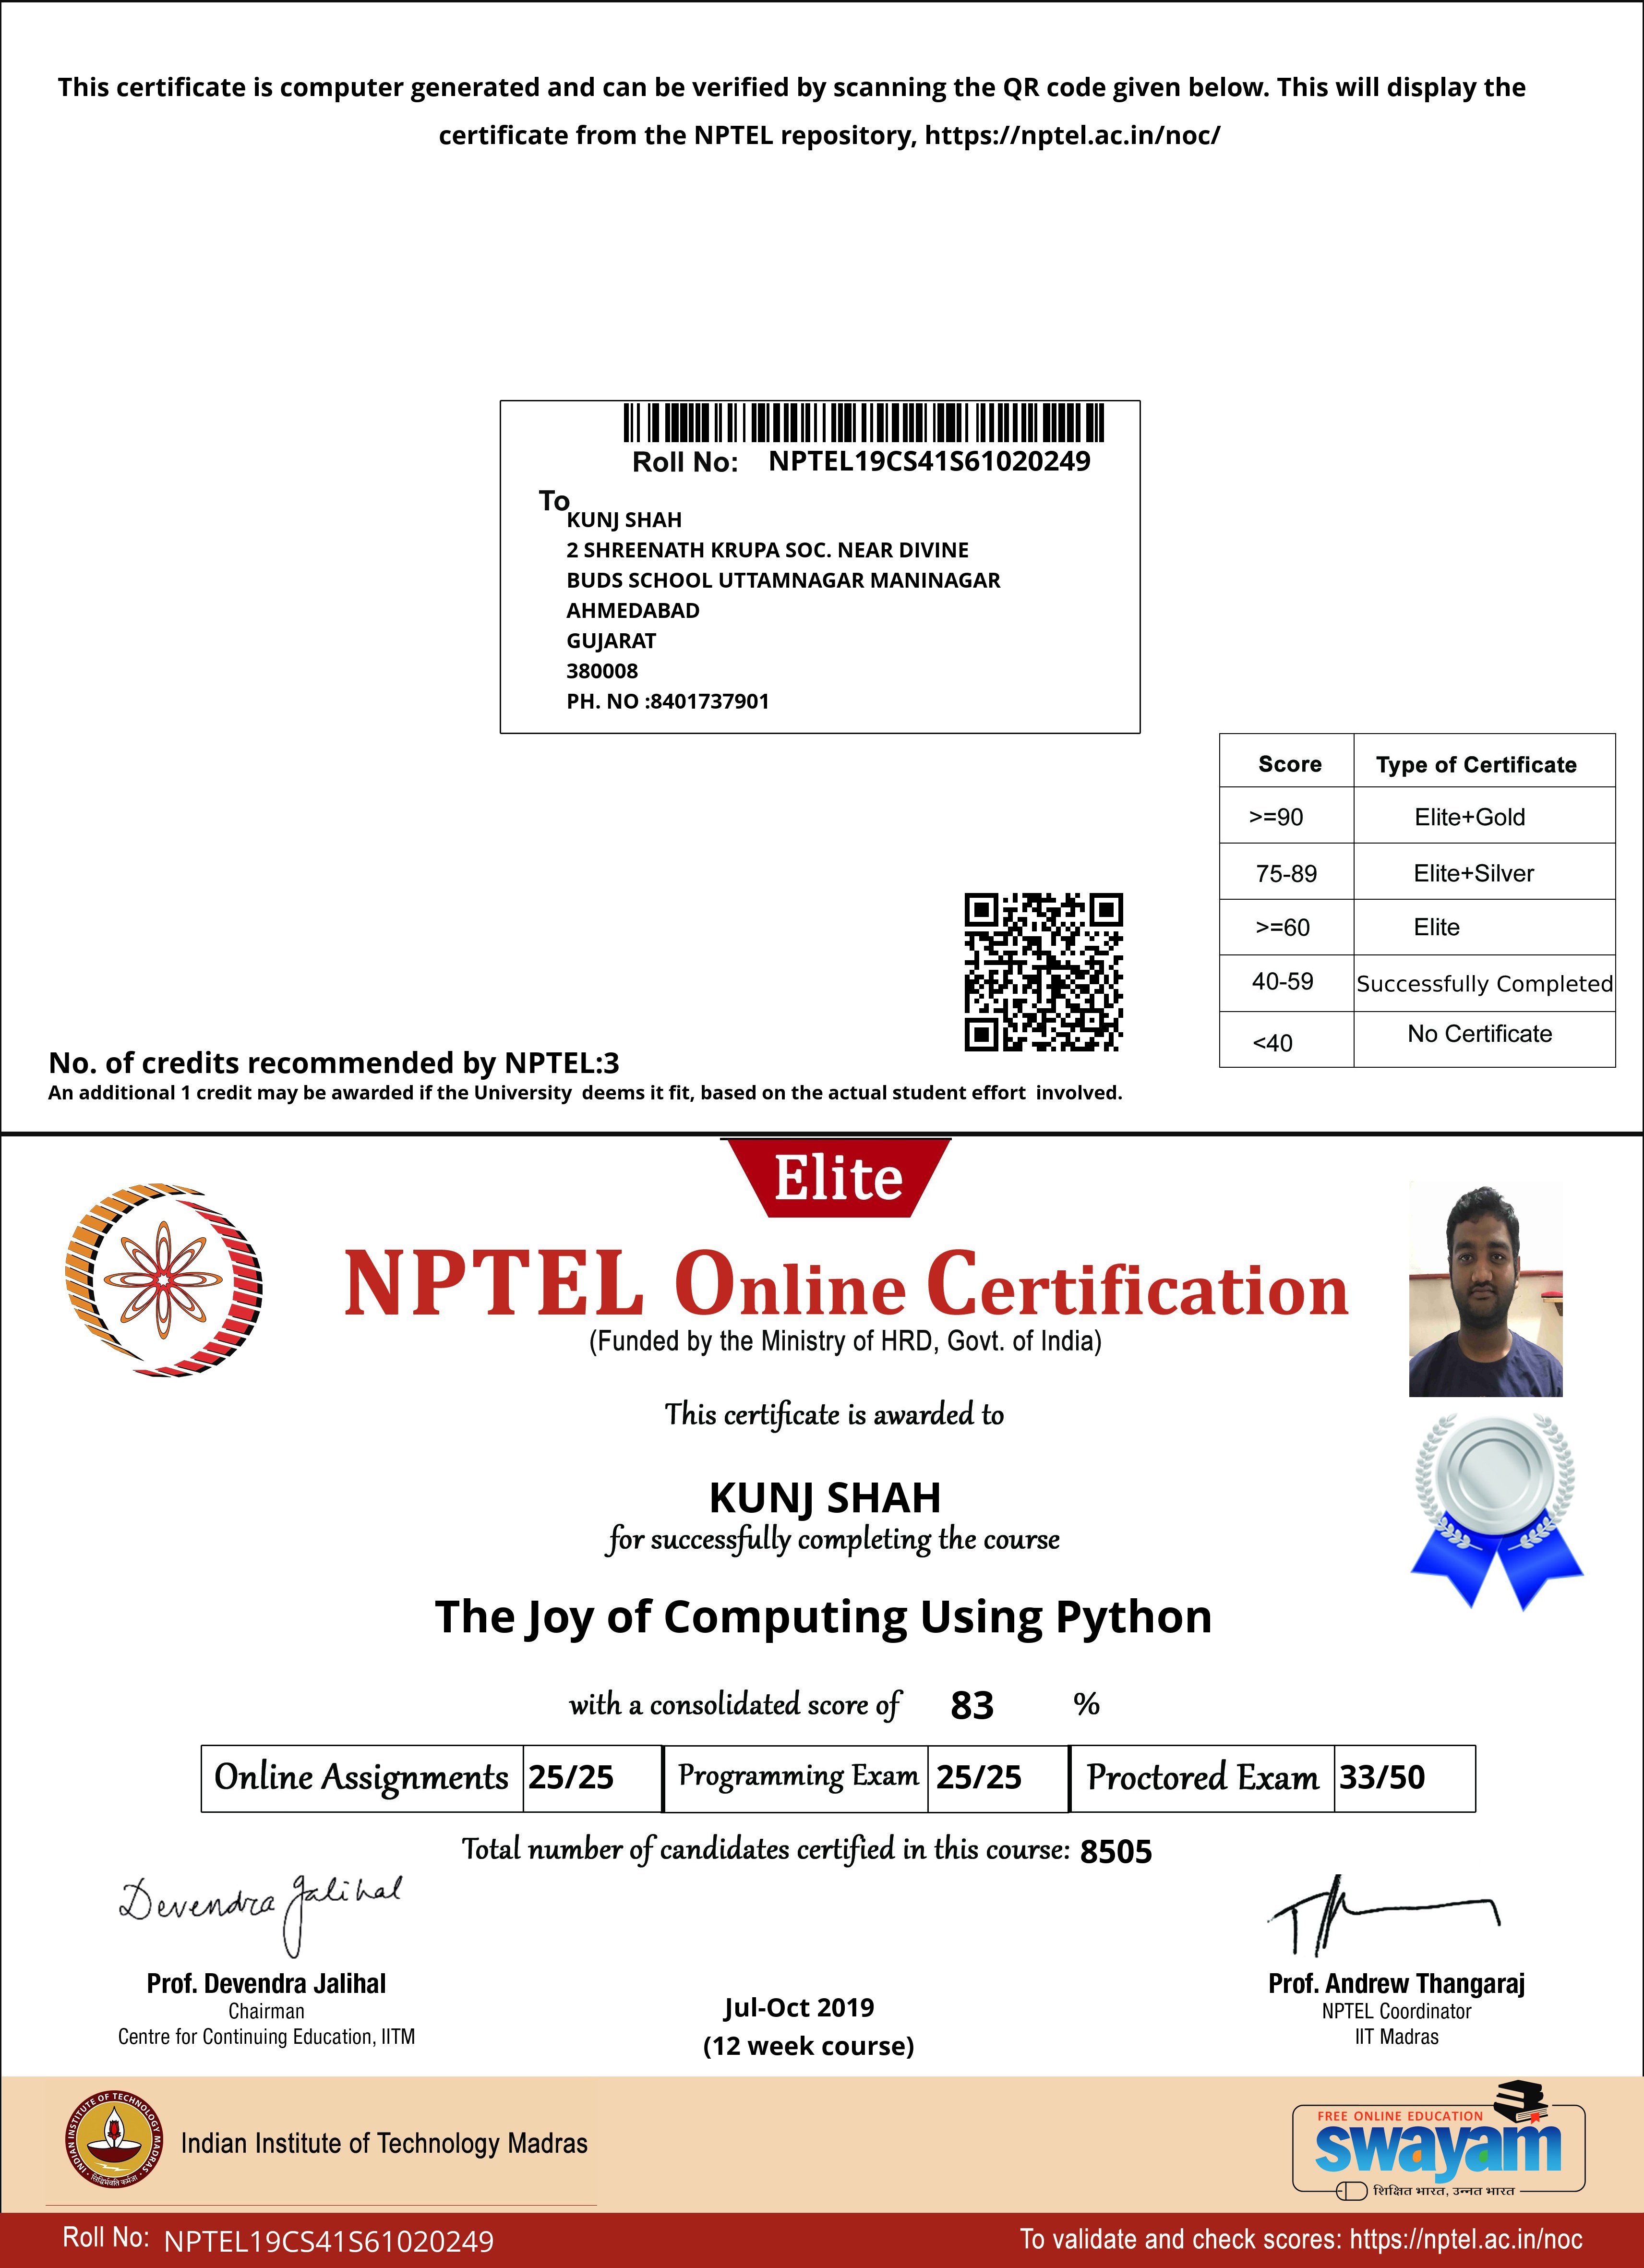 This certificate is computer generated and can be verified by scanning the QR code given below. This will display the
certificate from the NPTEL repository, https://nptel.ac.in/noc/
Roll No: NPTEL19CS41S61020249
To
KUNJ SHAH
2 SHREENATH KRUPA SOC. NEAR DIVINE
BUDS SCHOOL UTTAMNAGAR MANINAGAR
AHMEDABAD
GUJARAT
380008
PH. NO :8401737901
Score Type of Certificate
>=90 Elite+Gold
75-89 Elite+Silver
>=60 Elite
40-59 Successfully Completed
<40 No Certificate
No. of credits recommended by NPTEL:3
An additional 1 credit may be awarded if the University deems it fit, based on the actual student effort involved.
Elite
NPTEL Online Certification
(Funded by the Ministry of HRD, Govt. of India)
This certificate is awarded to
KUNJ SHAH
for successfully completing the course
The Joy of Computing Using Python
with a consolidated score of 83 %
Online Assignments 25/25 Programming Exam 25/25 Proctored Exam 33/50
Total number of candidates certified in this course: 8505
Devendra Jalihal
Prof. Devendra Jalihal
Chairman
Centre for Continuing Education, IITM
Jul-Oct 2019
(12 week course)
Prof. Andrew Thangaraj
NPTEL Coordinator
IIT Madras
INDIAN INSTITUTE OF TECHNOLOGY MADRAS
सिद्धिर्भवति कर्मजा
Indian Institute of Technology Madras
FREE ONLINE EDUCATION
swayam
शिक्षित भारत, उन्नत भारत
Roll No: NPTEL19CS41S61020249
To validate and check scores: https://nptel.ac.in/noc